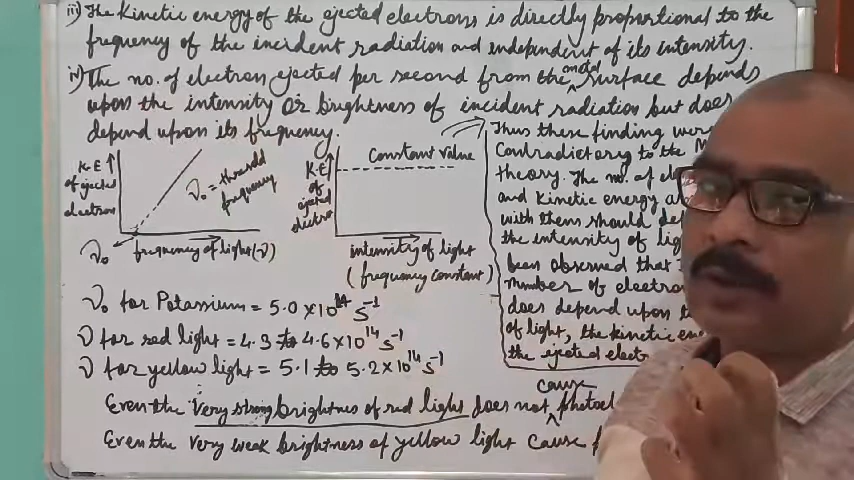 iii) The kinetic energy of the ejected electrons is directly proportional to the
frequency of the incident radiation and independent of its intensity.
iv) The no. of electron ejected per second from the metal surface depends
upon the intensity or brightness of incident radiation but does
depend upon its frequency.
K.E
of ejected
electron
ν₀ = threshold
frequency
ν₀
frequency of light (ν)
K.E
of
ejected
electron
Constant value
intensity of light
(frequency constant)
Thus these finding were
contradictory to the
theory. The no. of
and kinetic energy
with them should
the intensity of
been observed that
number of
does depend upon
of light, the kinetic
the ejected
ν₀ for Potassium = 5.0 × 10¹⁴ s⁻¹
ν for red light = 4.3 to 4.6 × 10¹⁴ s⁻¹
ν for yellow light = 5.1 to 5.2 × 10¹⁴ s⁻¹
Even the very strong brightnes of red light does not cause
Even the very weak brightness of yellow light cause